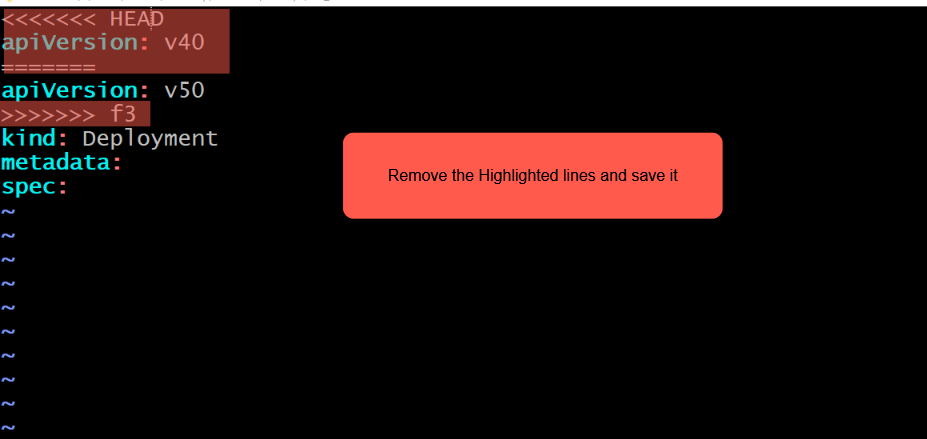 <<<<<<< HEAD
apiVersion: v40
=======
apiVersion: v50
>>>>>>> f3
kind: Deployment
metadata:
spec:
~
~
~
~
~
~
~
~
~
~
Remove the Highlighted lines and save it